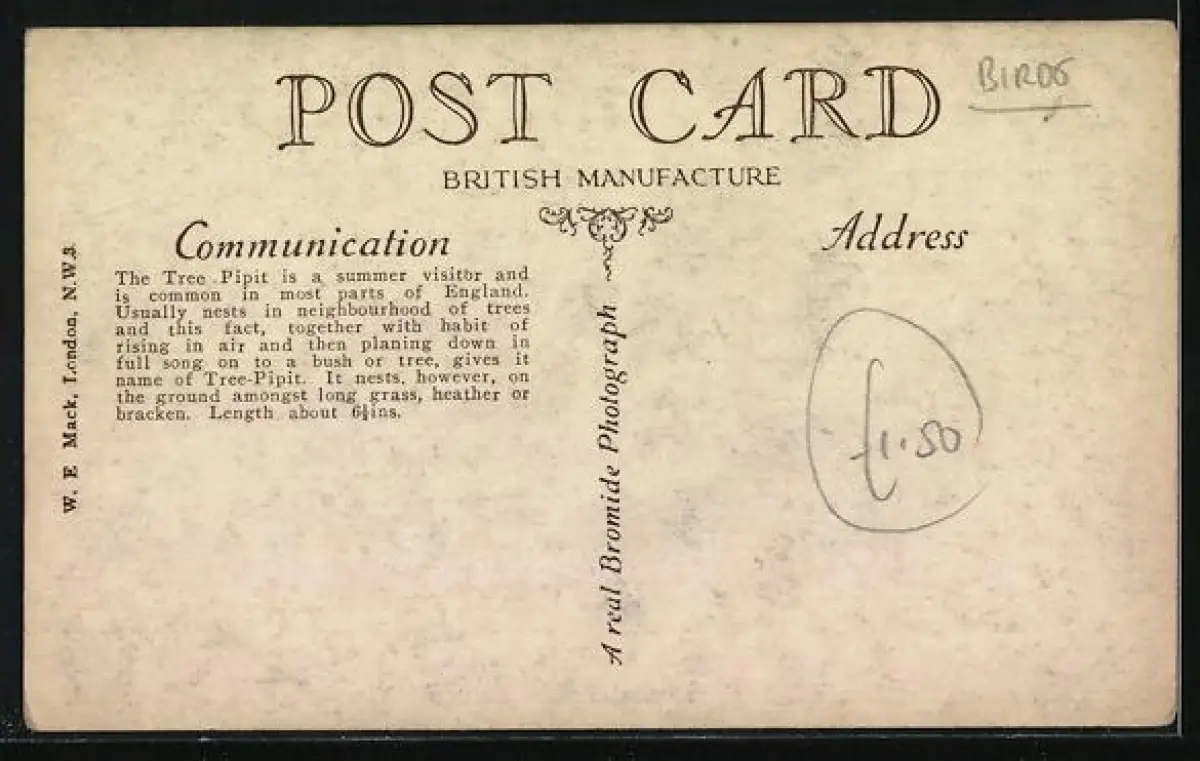 POST CARD
BIRDS
BRITISH MANUFACTURE
Communication
Address
The Tree Pipit is a summer visitor and
is common in most parts of England.
Usually nests in neighbourhood of trees
and this fact, together with habit of
rising in air and then planing down in
full song on to a bush or tree, gives it
name of Tree-Pipit. It nests, however, on
the ground amongst long grass, heather or
bracken. Length about 6½ins.
W. E Mack, London, N.W.3.
A real Bromide Photograph
£1.50